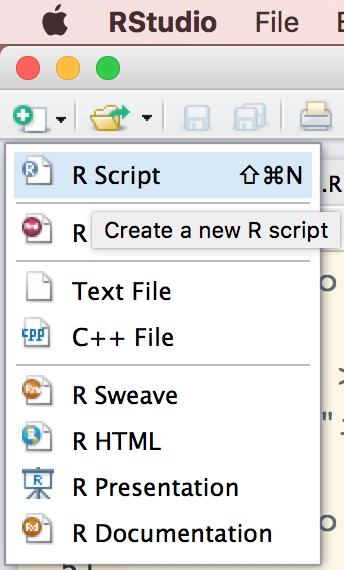 RStudio File
.R
R Script ⇧⌘N
R
Create a new R script
Text File
C++ File
R Sweave
R HTML
R Presentation
R Documentation